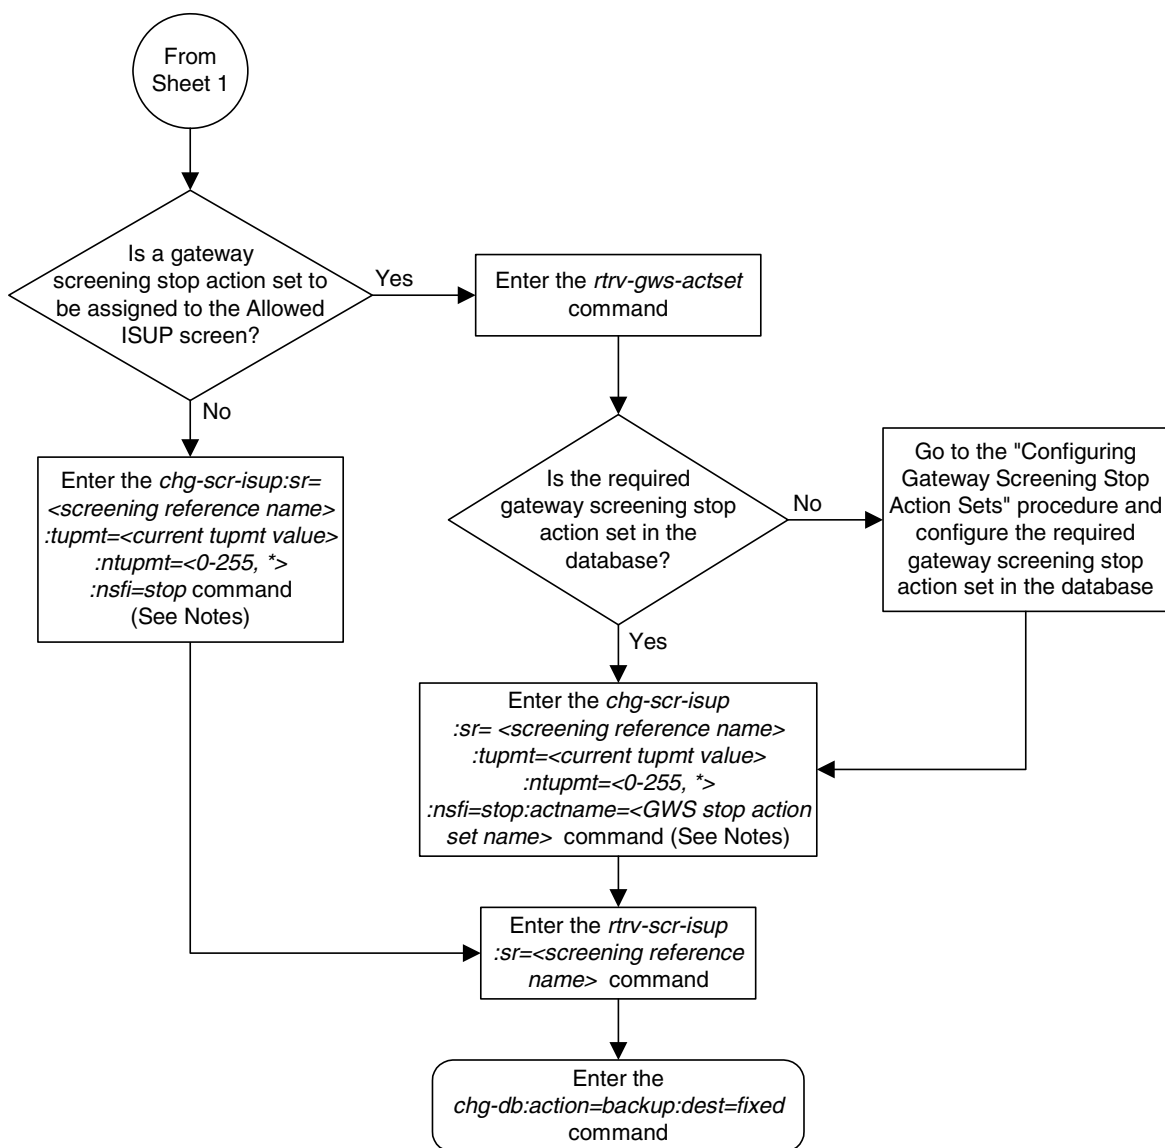 From
Sheet 1
Is a gateway
screening stop action set to
be assigned to the Allowed
ISUP screen?
Yes
Enter the rtrv-gws-actset
command
No
Enter the chg-scr-isup:sr=
<screening reference name>
:tupmt=<current tupmt value>
:ntupmt=<0-255, *>
:nsfi=stop command
(See Notes)
Is the required
gateway screening stop
action set in the
database?
No
Go to the "Configuring
Gateway Screening Stop
Action Sets" procedure and
configure the required
gateway screening stop
action set in the database
Yes
Enter the chg-scr-isup
:sr= <screening reference name>
:tupmt=<current tupmt value>
:ntupmt=<0-255, *>
:nsfi=stop:actname=<GWS stop action
set name> command (See Notes)
Enter the rtrv-scr-isup
:sr=<screening reference
name> command
Enter the
chg-db:action=backup:dest=fixed
command